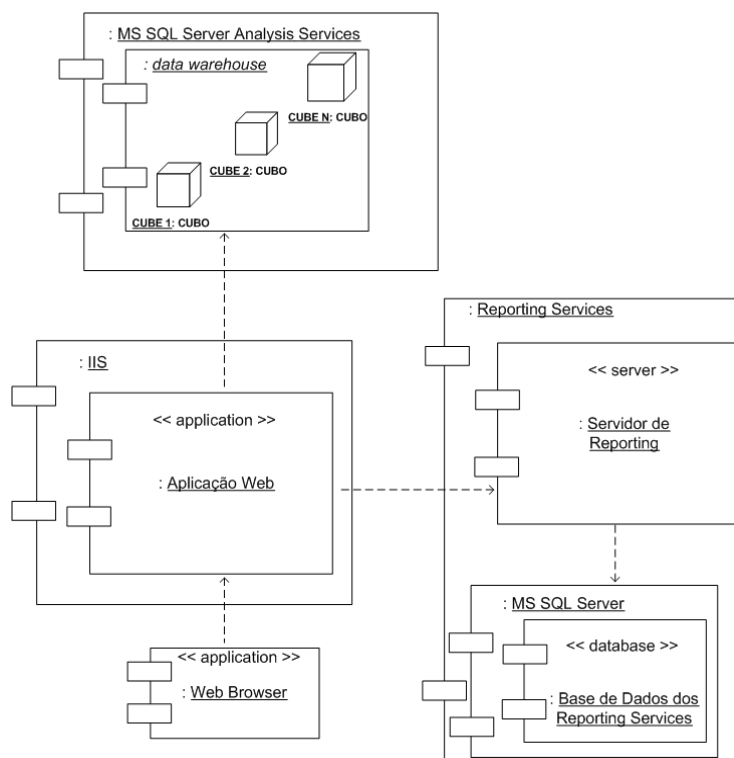 : MS SQL Server Analysis Services
: data warehouse
CUBE N: CUBO
CUBE 2: CUBO
CUBE 1: CUBO
: Reporting Services
: IIS
<< server >>
<< application >>
: Servidor de
Reporting
: Aplicação Web
: MS SQL Server
<< database >>
<< application >>
: Web Browser
: Base de Dados dos
Reporting Services